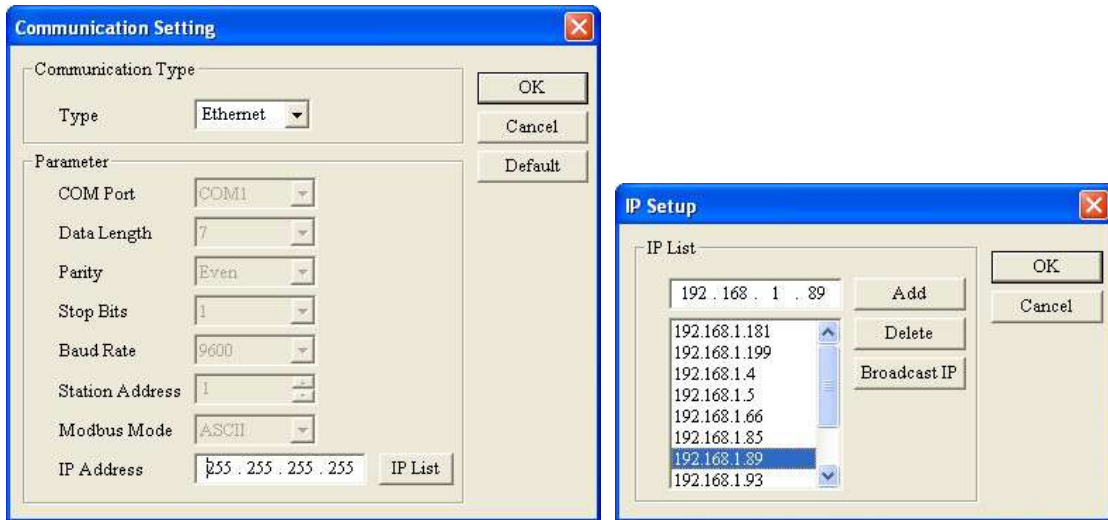 Communication Setting
Communication Type
Type Ethernet
OK
Cancel
Default
Parameter
COM Port COM1
Data Length 7
Parity Even
Stop Bits 1
Baud Rate 9600
Station Address 1
Modbus Mode ASCII
IP Address 255 . 255 . 255 . 255 IP List
IP Setup
IP List
192 . 168 . 1 . 89 Add
Delete
Broadcast IP
192.168.1.181
192.168.1.199
192.168.1.4
192.168.1.5
192.168.1.66
192.168.1.85
192.168.1.89
192.168.1.93
OK
Cancel